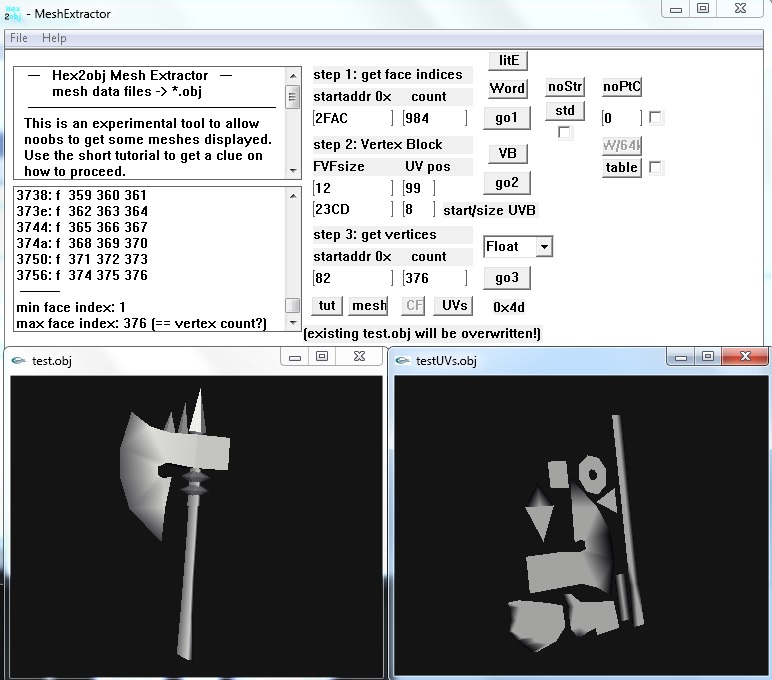 Hex
2obj
- MeshExtractor
File Help
— Hex2obj Mesh Extractor —
mesh data files -> *.obj
This is an experimental tool to allow
noobs to get some meshes displayed.
Use the short tutorial to get a clue on
how to proceed.
3738: f 359 360 361
373e: f 362 363 364
3744: f 365 366 367
374a: f 368 369 370
3750: f 371 372 373
3756: f 374 375 376
min face index: 1
max face index: 376 (== vertex count?)
step 1: get face indices
startaddr 0x count
2FAC 984
step 2: Vertex Block
FVFsize UV pos
12 99
23CD 8 start/size UVB
step 3: get vertices
startaddr 0x count
82 376
tut mesh CF UVs 0x4d
(existing test.obj will be overwritten!)
litE
Word
go1
VB
go2
Float
go3
noStr
std
noPtC
0
table
test.obj
testUVs.obj